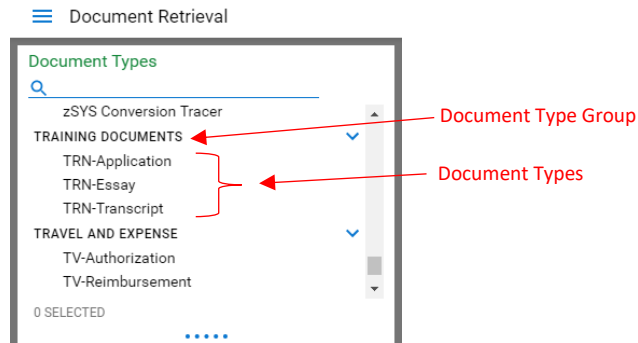 Document Retrieval
Document Types
zSYS Conversion Tracer
TRAINING DOCUMENTS
Document Type Group
TRN-Application
TRN-Essay
Document Types
TRN-Transcript
TRAVEL AND EXPENSE
TV-Authorization
TV-Reimbursement
0 SELECTED